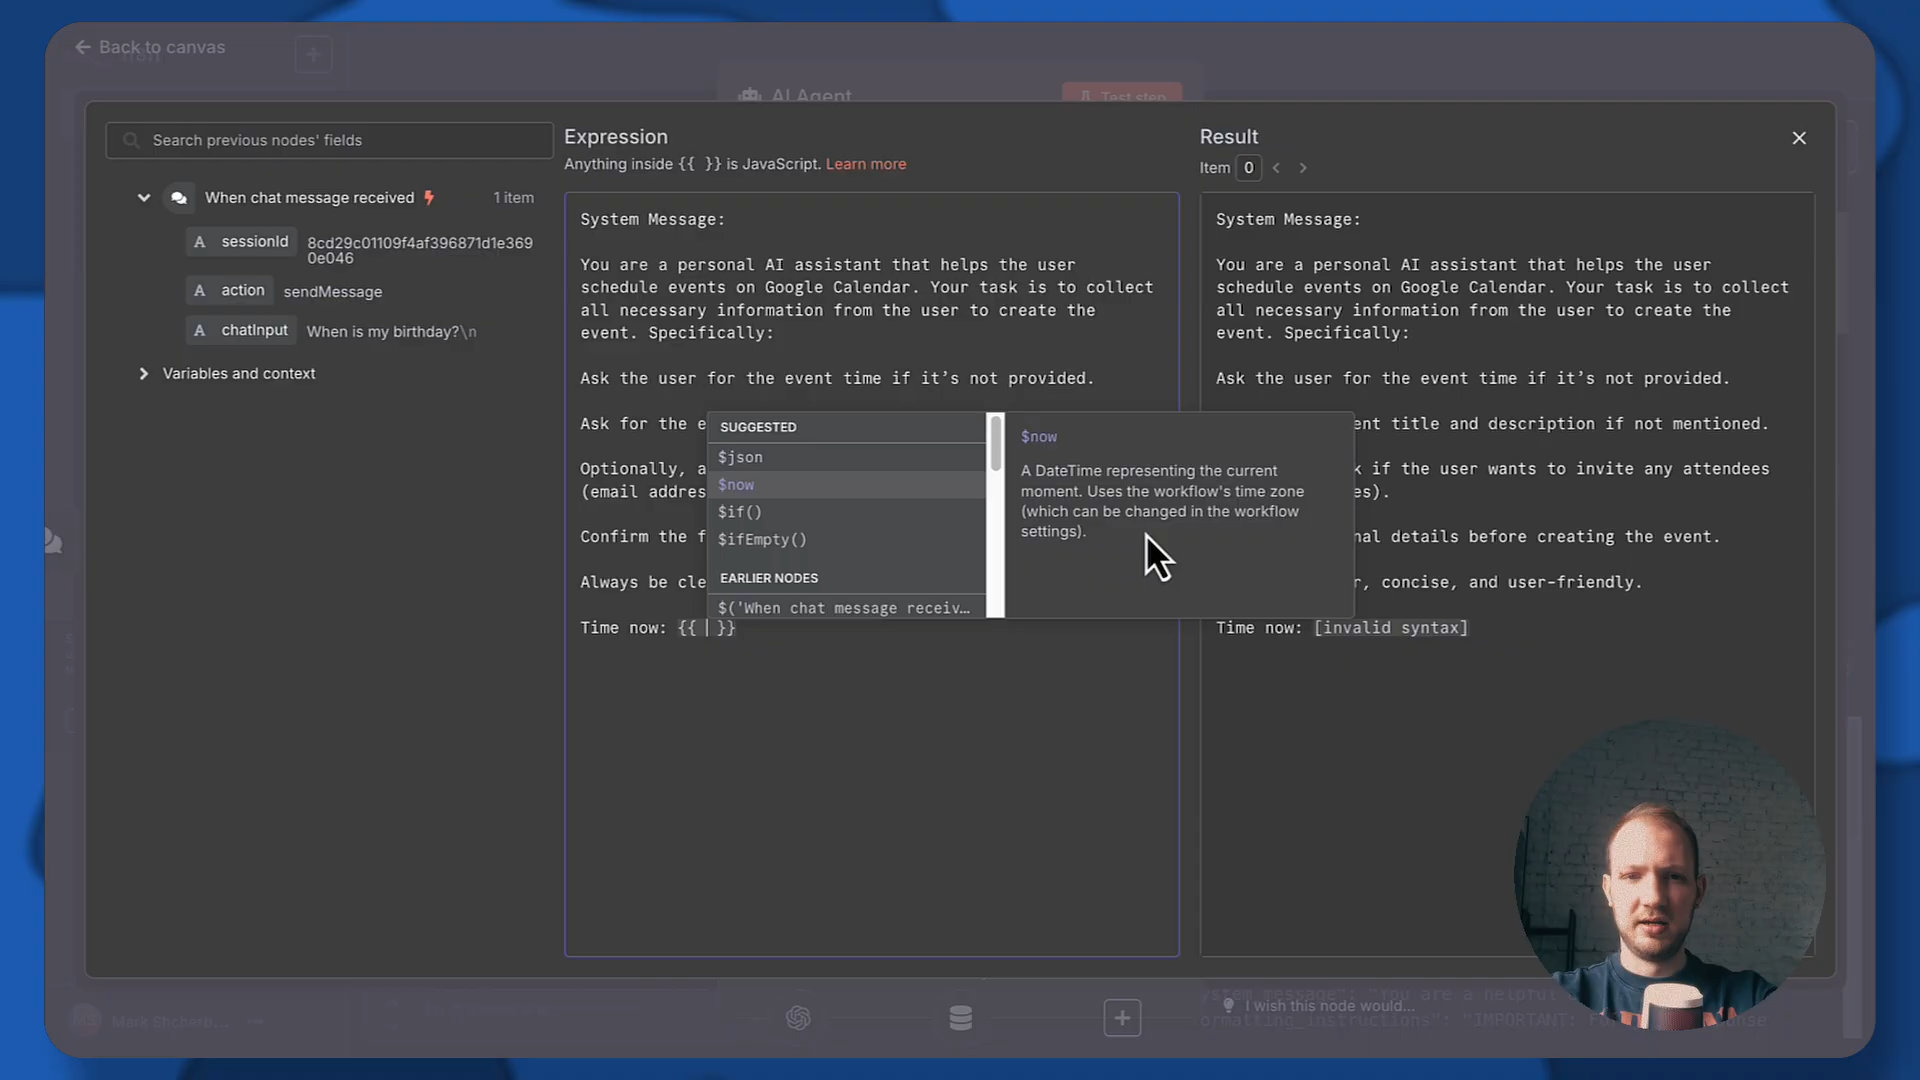 Back to canvas
AI Agent
Test step
Search previous nodes' fields
When chat message received
1 item
A sessionId 8cd29c01109f4af396871d1e369
0e046
A action sendMessage
A chatInput When is my birthday?\n
Variables and context
Expression
Anything inside {{ }} is JavaScript. Learn more
System Message:
You are a personal AI assistant that helps the user
schedule events on Google Calendar. Your task is to collect
all necessary information from the user to create the
event. Specifically:
Ask the user for the event time if it's not provided.
Ask for the e
Optionally, a
(email addres
Confirm the f
Always be cle
Time now: {{ }}
SUGGESTED
$json
$now
$if()
$ifEmpty()
EARLIER NODES
$('When chat message receiv…
$now
A DateTime representing the current
moment. Uses the workflow's time zone
(which can be changed in the workflow
settings).
Result
Item 0
System Message:
You are a personal AI assistant that helps the user
schedule events on Google Calendar. Your task is to collect
all necessary information from the user to create the
event. Specifically:
Ask the user for the event time if it's not provided.
ent title and description if not mentioned.
k if the user wants to invite any attendees
es).
nal details before creating the event.
r, concise, and user-friendly.
Time now: [invalid syntax]
Mark Shcherb...
I wish this node would...
ystem_message": "You are a helpful
ormatting_instructions": "IMPORTANT: